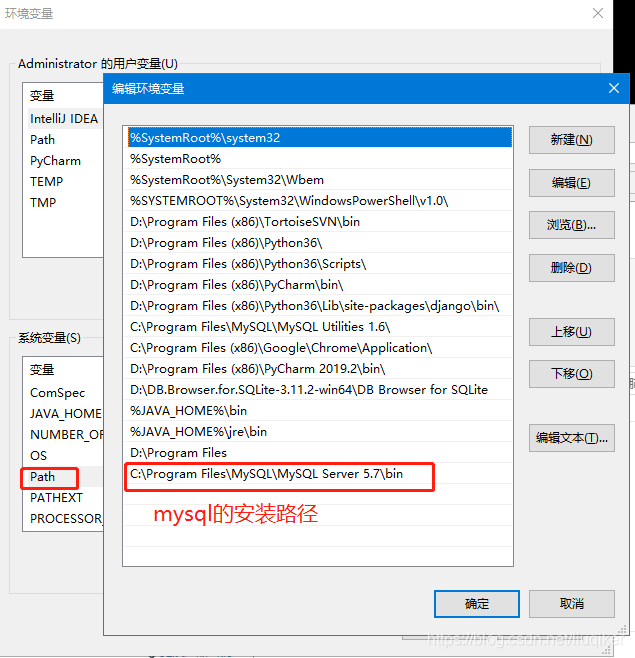 环境变量
Administrator 的用户变量(U)
变量
IntelliJ IDEA
Path
PyCharm
TEMP
TMP
系统变量(S)
变量
ComSpec
JAVA_HOME
NUMBER_OF
OS
Path
PATHEXT
PROCESSOR_
编辑环境变量
%SystemRoot%\system32
%SystemRoot%
%SystemRoot%\System32\Wbem
%SYSTEMROOT%\System32\WindowsPowerShell\v1.0\
D:\Program Files (x86)\TortoiseSVN\bin
D:\Program Files (x86)\Python36\
D:\Program Files (x86)\Python36\Scripts\
D:\Program Files (x86)\PyCharm\bin\
D:\Program Files (x86)\Python36\Lib\site-packages\django\bin\
C:\Program Files\MySQL\MySQL Utilities 1.6\
C:\Program Files (x86)\Google\Chrome\Application\
D:\Program Files (x86)\PyCharm 2019.2\bin\
D:\DB.Browser.for.SQLite-3.11.2-win64\DB Browser for SQLite
%JAVA_HOME%\bin
%JAVA_HOME%\jre\bin
D:\Program Files
C:\Program Files\MySQL\MySQL Server 5.7\bin
mysql的安装路径
新建(N)
编辑(E)
浏览(B)...
删除(D)
上移(U)
下移(O)
编辑文本(T)...
确定
取消